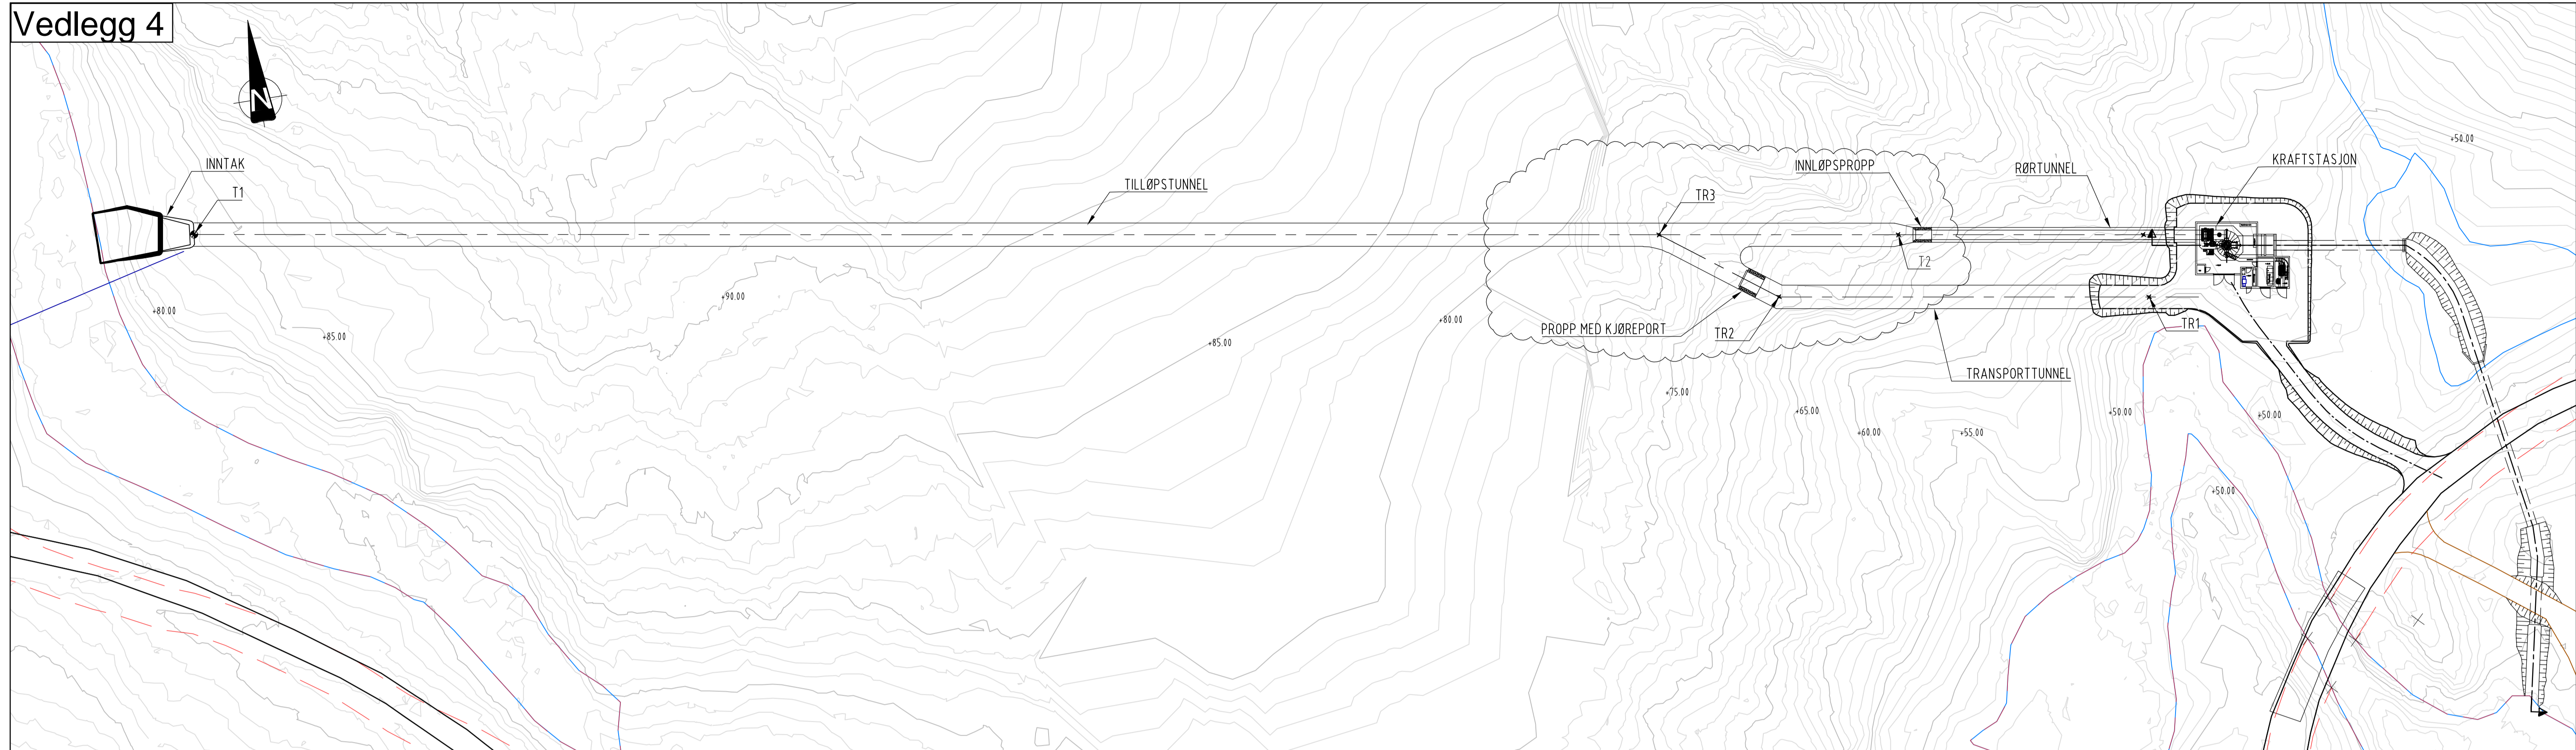 Vedlegg 4
N
INNTAK
T1
TILLØPSTUNNEL
TR3
INNLØPSPROPP
RØRTUNNEL
KRAFTSTASJON
+50.00
T2
+80.00
+85.00
+90.00
+85.00
+80.00
PROPP MED KJØREPORT
TR2
TR1
TRANSPORTTUNNEL
+75.00
+65.00
+60.00
+55.00
+50.00
+50.00
+50.00